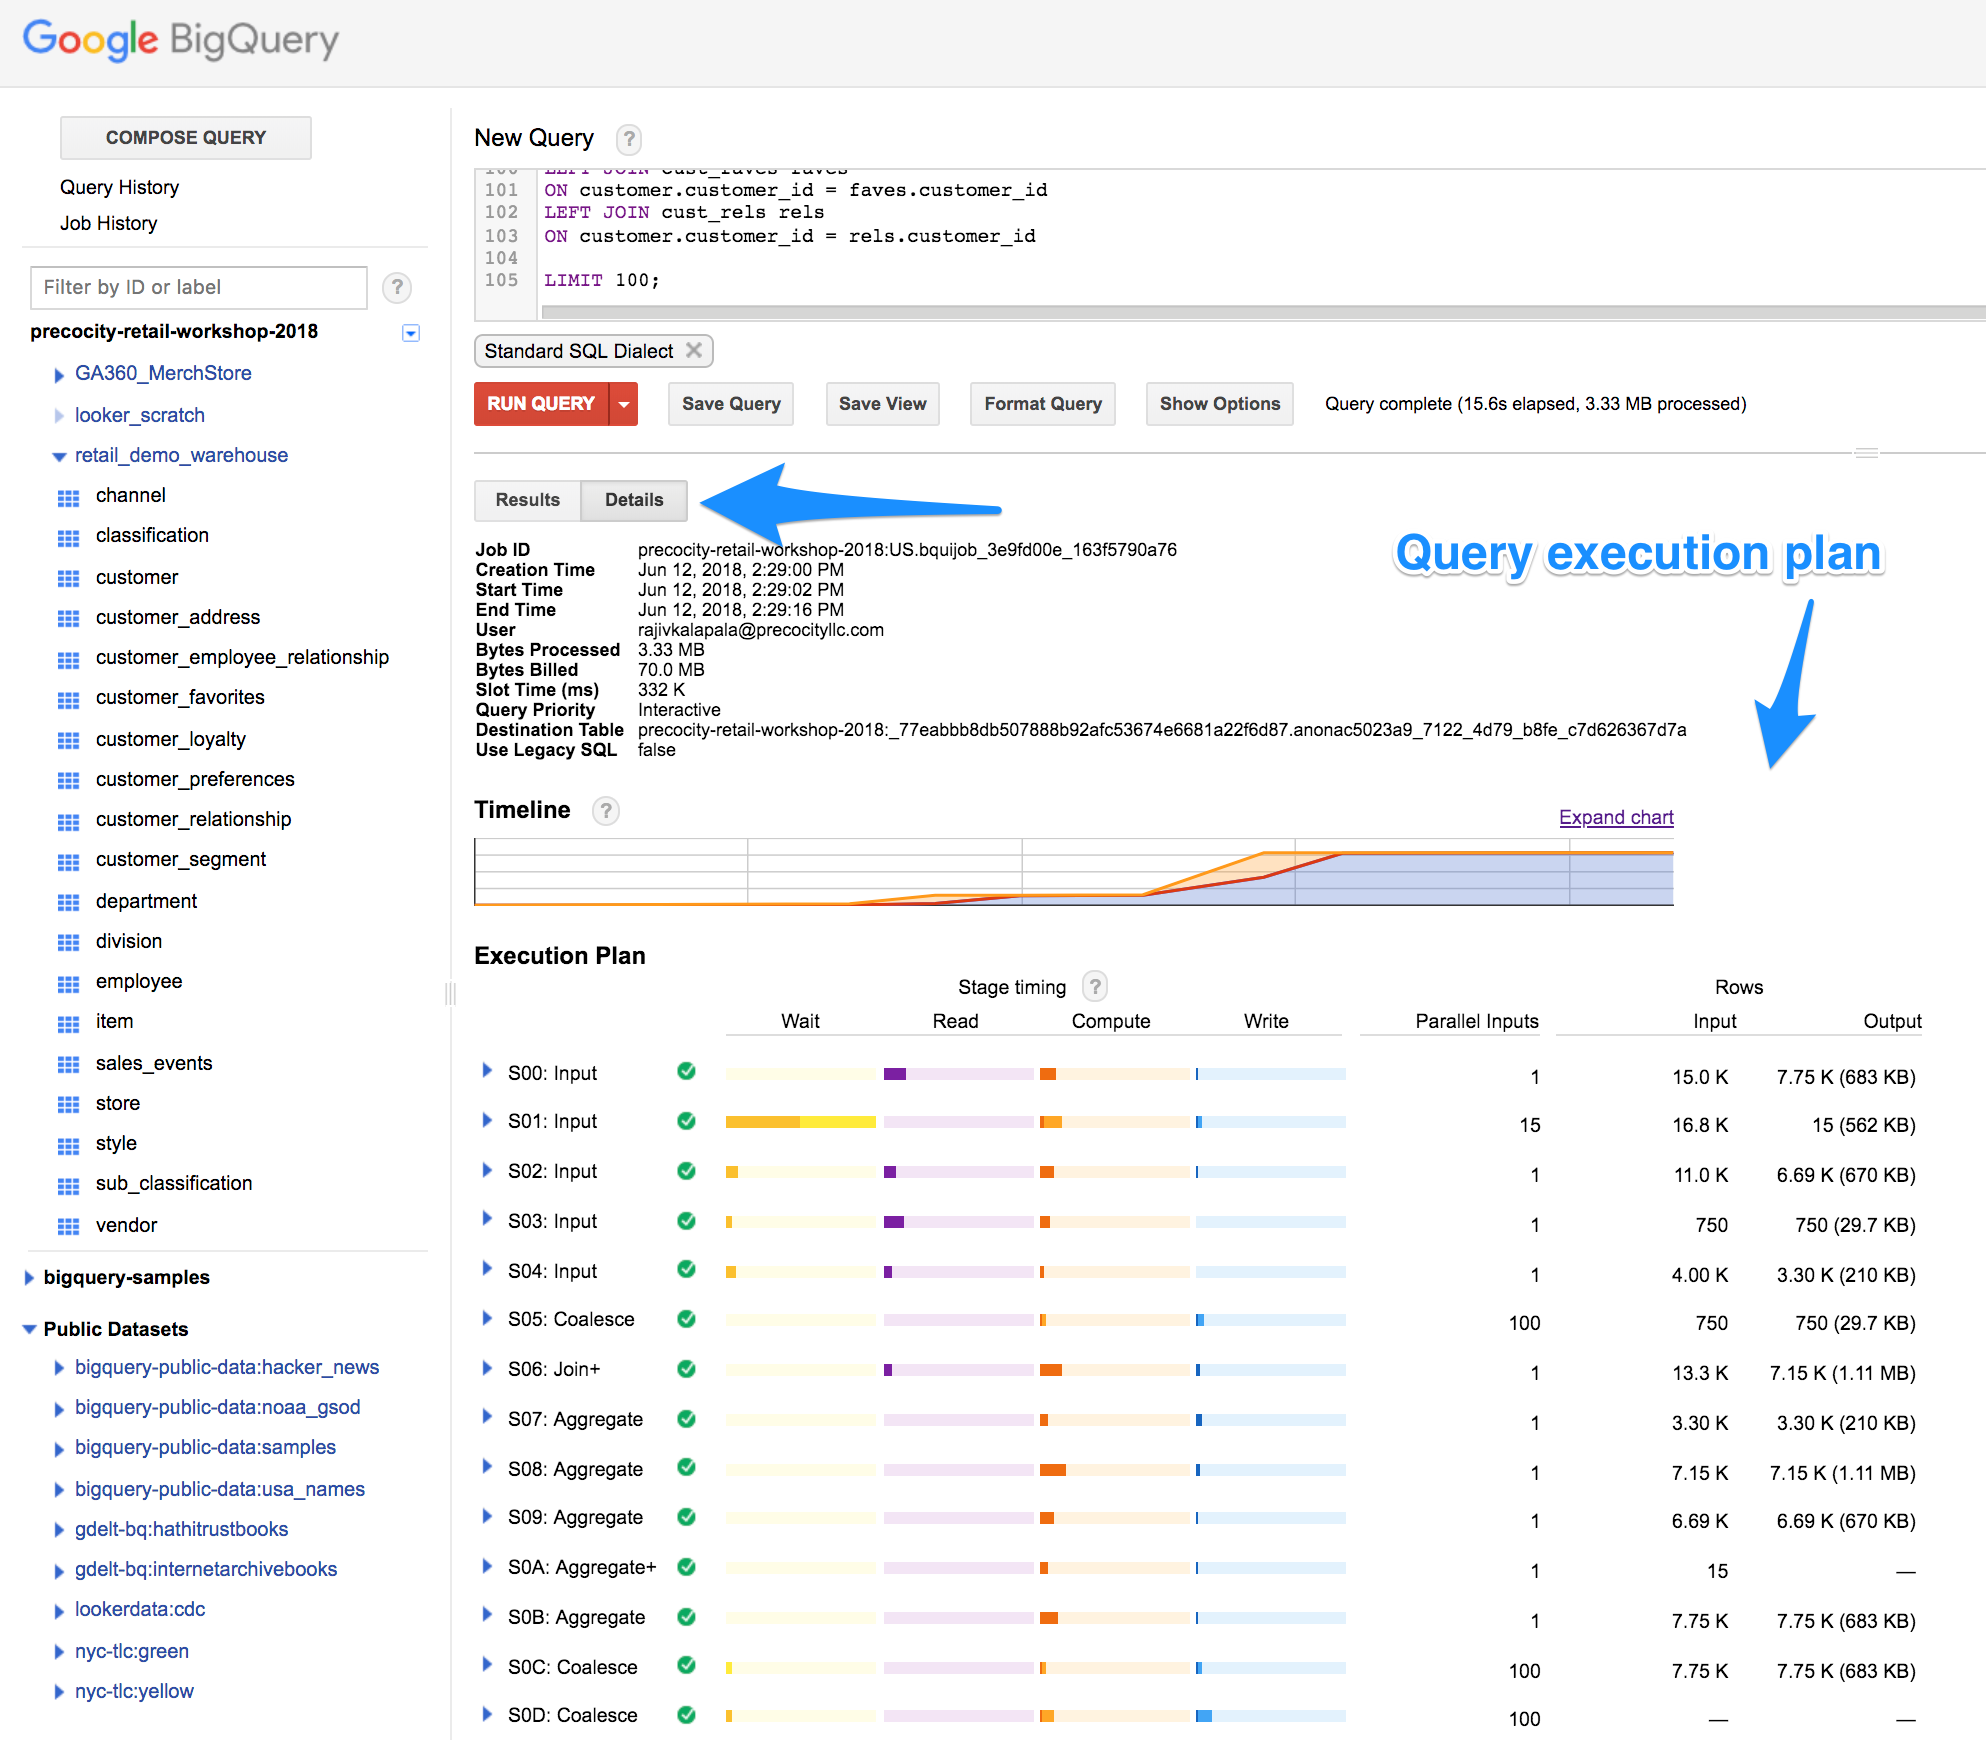 Google BigQuery
COMPOSE QUERY
Query History
Job History
Filter by ID or label
?
precocity-retail-workshop-2018
GA360_MerchStore
looker_scratch
retail_demo_warehouse
channel
classification
customer
customer_address
customer_employee_relationship
customer_favorites
customer_loyalty
customer_preferences
customer_relationship
customer_segment
department
division
employee
item
sales_events
store
style
sub_classification
vendor
bigquery-samples
Public Datasets
bigquery-public-data:hacker_news
bigquery-public-data:noaa_gsod
bigquery-public-data:samples
bigquery-public-data:usa_names
gdelt-bq:hathitrustbooks
gdelt-bq:internetarchivebooks
lookerdata:cdc
nyc-tlc:green
nyc-tlc:yellow
New Query ?
100 LEFT JOIN cust_faves faves
101 ON customer.customer_id = faves.customer_id
102 LEFT JOIN cust_rels rels
103 ON customer.customer_id = rels.customer_id
104
105 LIMIT 100;
Standard SQL Dialect
RUN QUERY Save Query Save View Format Query Show Options Query complete (15.6s elapsed, 3.33 MB processed)
Results Details
Query execution plan
Job ID precocity-retail-workshop-2018:US.bquijob_3e9fd00e_163f5790a76
Creation Time Jun 12, 2018, 2:29:00 PM
Start Time Jun 12, 2018, 2:29:02 PM
End Time Jun 12, 2018, 2:29:16 PM
User rajivkalapala@precocityllc.com
Bytes Processed 3.33 MB
Bytes Billed 70.0 MB
Slot Time (ms) 332 K
Query Priority Interactive
Destination Table precocity-retail-workshop-2018:_77eabbb8db507888b92afc53674e6681a22f6d87.anonac5023a9_7122_4d79_b8fe_c7d626367d7a
Use Legacy SQL false
Timeline ?
Expand chart
Execution Plan
Stage timing ? Rows
Wait Read Compute Write Parallel Inputs Input Output
S00: Input 1 15.0 K 7.75 K (683 KB)
S01: Input 15 16.8 K 15 (562 KB)
S02: Input 1 11.0 K 6.69 K (670 KB)
S03: Input 1 750 750 (29.7 KB)
S04: Input 1 4.00 K 3.30 K (210 KB)
S05: Coalesce 100 750 750 (29.7 KB)
S06: Join+ 1 13.3 K 7.15 K (1.11 MB)
S07: Aggregate 1 3.30 K 3.30 K (210 KB)
S08: Aggregate 1 7.15 K 7.15 K (1.11 MB)
S09: Aggregate 1 6.69 K 6.69 K (670 KB)
S0A: Aggregate+ 1 15 —
S0B: Aggregate 1 7.75 K 7.75 K (683 KB)
S0C: Coalesce 100 7.75 K 7.75 K (683 KB)
S0D: Coalesce 100 — —